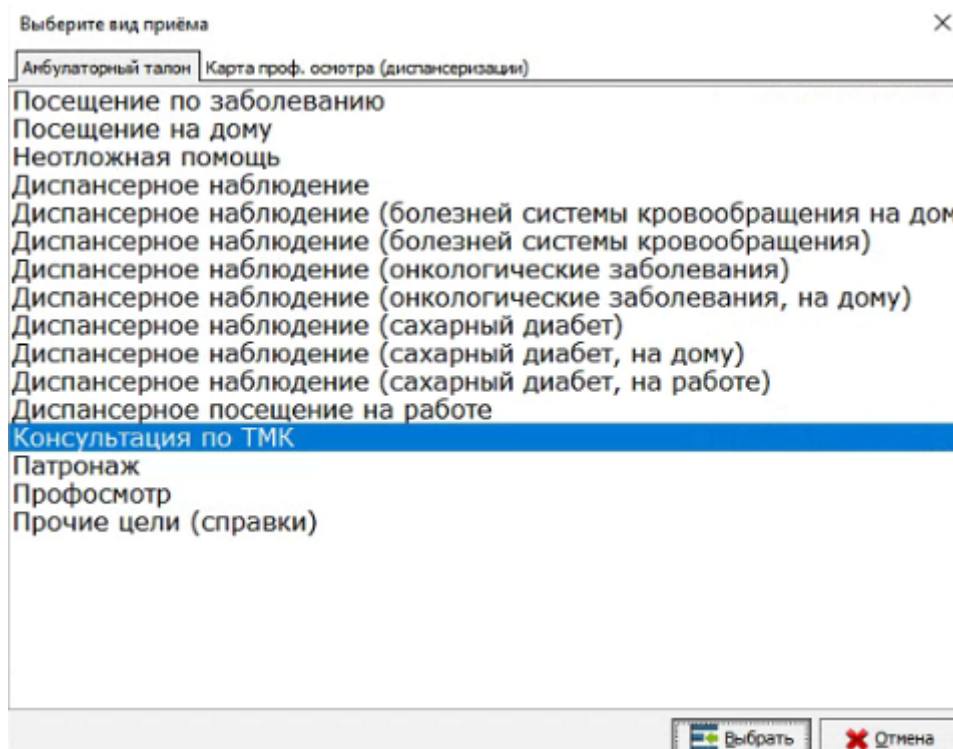 Выберите вид приёма
Амбулаторный талон Карта проф. осмотра (диспансеризации)
Посещение по заболеванию
Посещение на дому
Неотложная помощь
Диспансерное наблюдение
Диспансерное наблюдение (болезней системы кровообращения на дом
Диспансерное наблюдение (болезней системы кровообращения)
Диспансерное наблюдение (онкологические заболевания)
Диспансерное наблюдение (онкологические заболевания, на дому)
Диспансерное наблюдение (сахарный диабет)
Диспансерное наблюдение (сахарный диабет, на дому)
Диспансерное наблюдение (сахарный диабет, на работе)
Диспансерное посещение на работе
Консультация по ТМК
Патронаж
Профосмотр
Прочие цели (справки)
Выбрать Отмена